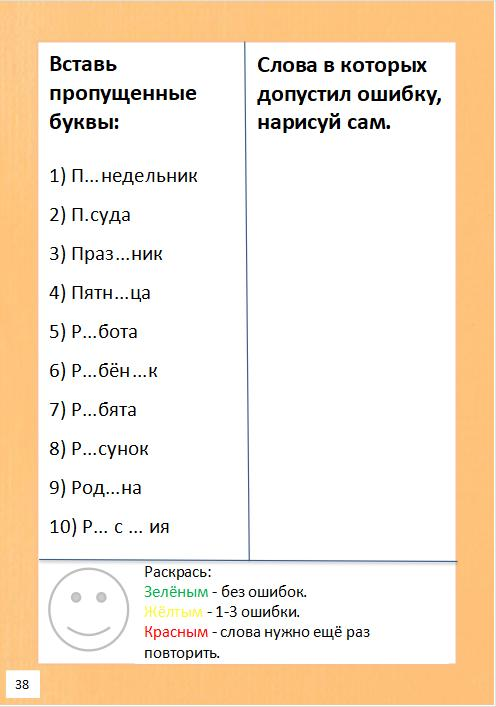 Вставь
пропущенные
буквы:
1) П...недельник
2) П.суда
3) Праз...ник
4) Пятн...ца
5) Р...бота
6) Р...бён...к
7) Р...бята
8) Р...сунок
9) Род...на
10) Р... с ... ия
Слова в которых
допустил ошибку,
нарисуй сам.
Раскрась:
Зелёным - без ошибок.
Жёлтым - 1-3 ошибки.
Красным - слова нужно ещё раз
повторить.
38